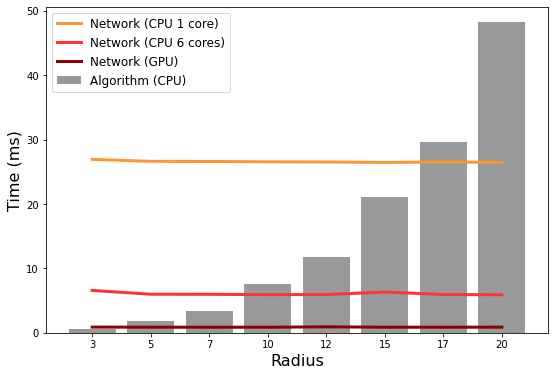 Network (CPU 1 core)
Network (CPU 6 cores)
Network (GPU)
Algorithm (CPU)
Time (ms)
50
40
30
20
10
0
3 5 7 10 12 15 17 20
Radius